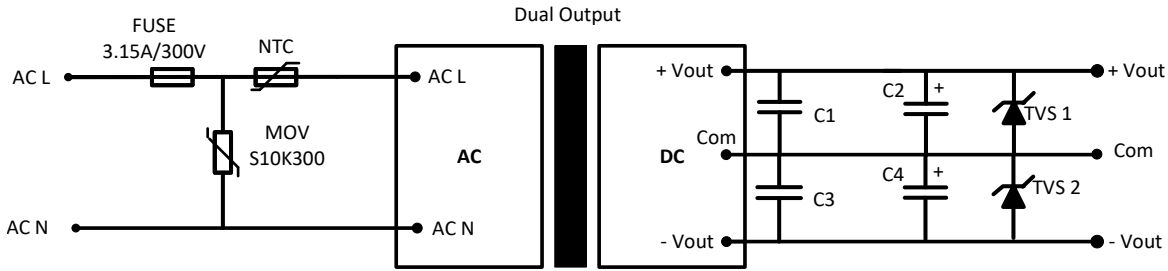 Dual Output
FUSE
3.15A/300V
NTC
AC L
AC L
+ Vout
+ Vout
C1
C2
+
TVS 1
MOV
S10K300
AC
DC
Com
Com
C3
C4
+
TVS 2
AC N
AC N
- Vout
- Vout